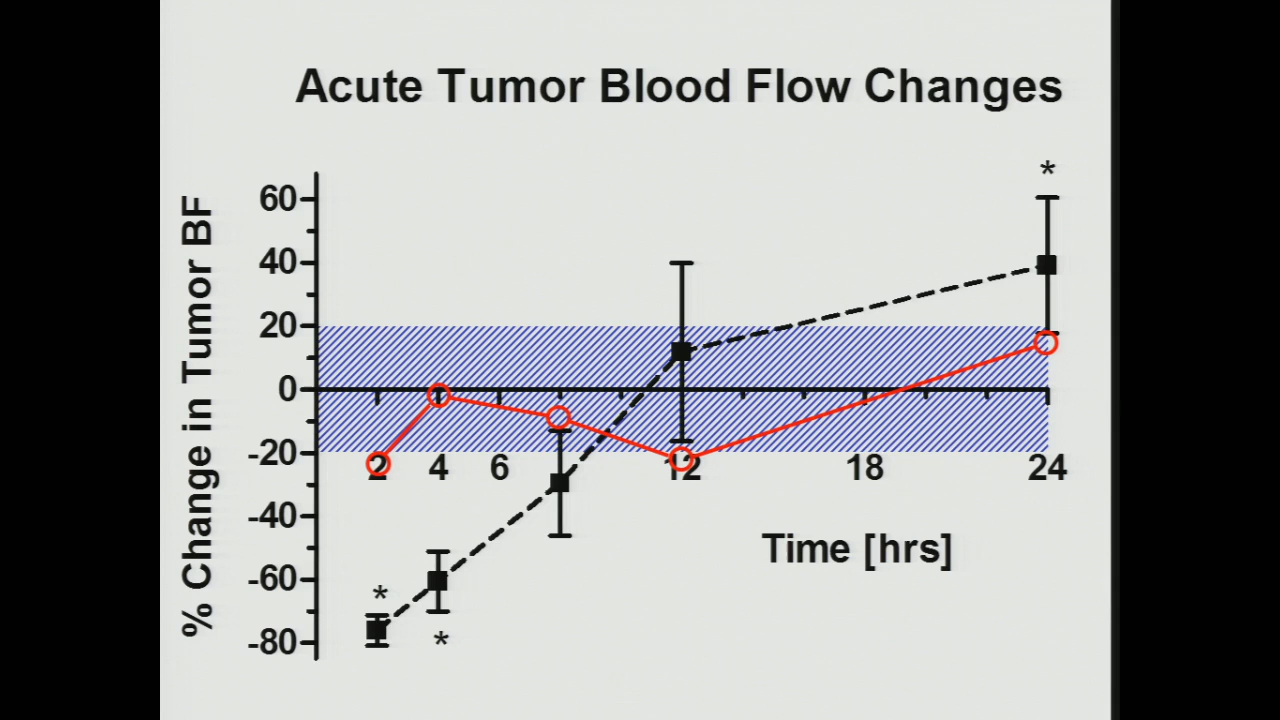 Acute Tumor Blood Flow Changes
% Change in Tumor BF
60
40
20
0
-20
-40
-60
-80
2 4 6 12 18 24
Time [hrs]
*
*
*